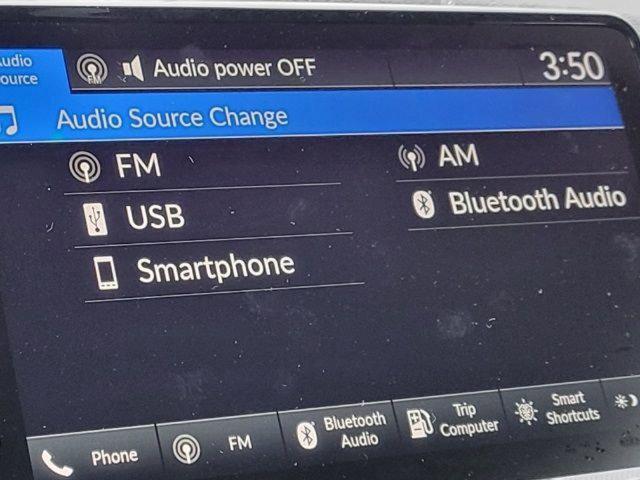 Audio
Source
FM
Audio power OFF
3:50
Audio Source Change
FM
AM
USB
Bluetooth Audio
Smartphone
Phone
FM
Bluetooth
Audio
Trip
Computer
Smart
Shortcuts